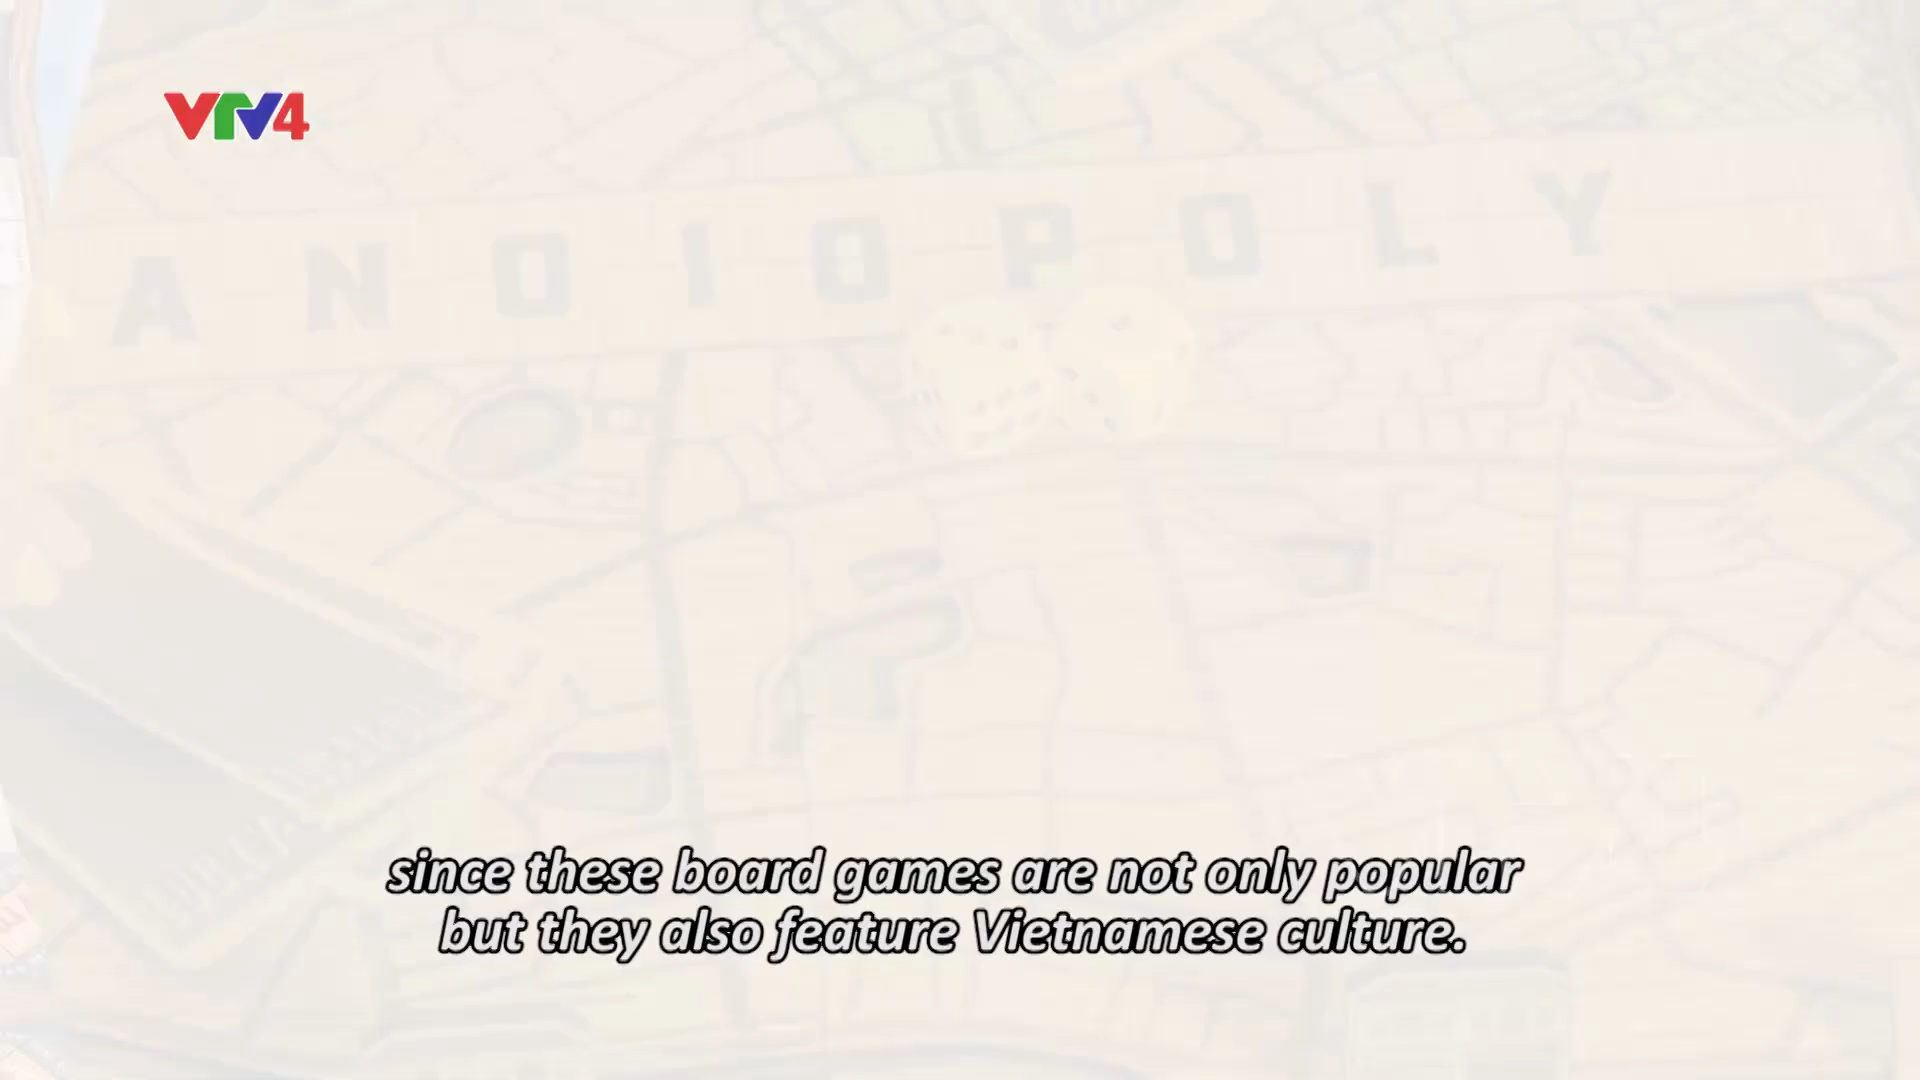 VTV4
ANOIOPOLY
since these board games are not only popular
but they also feature Vietnamese culture.